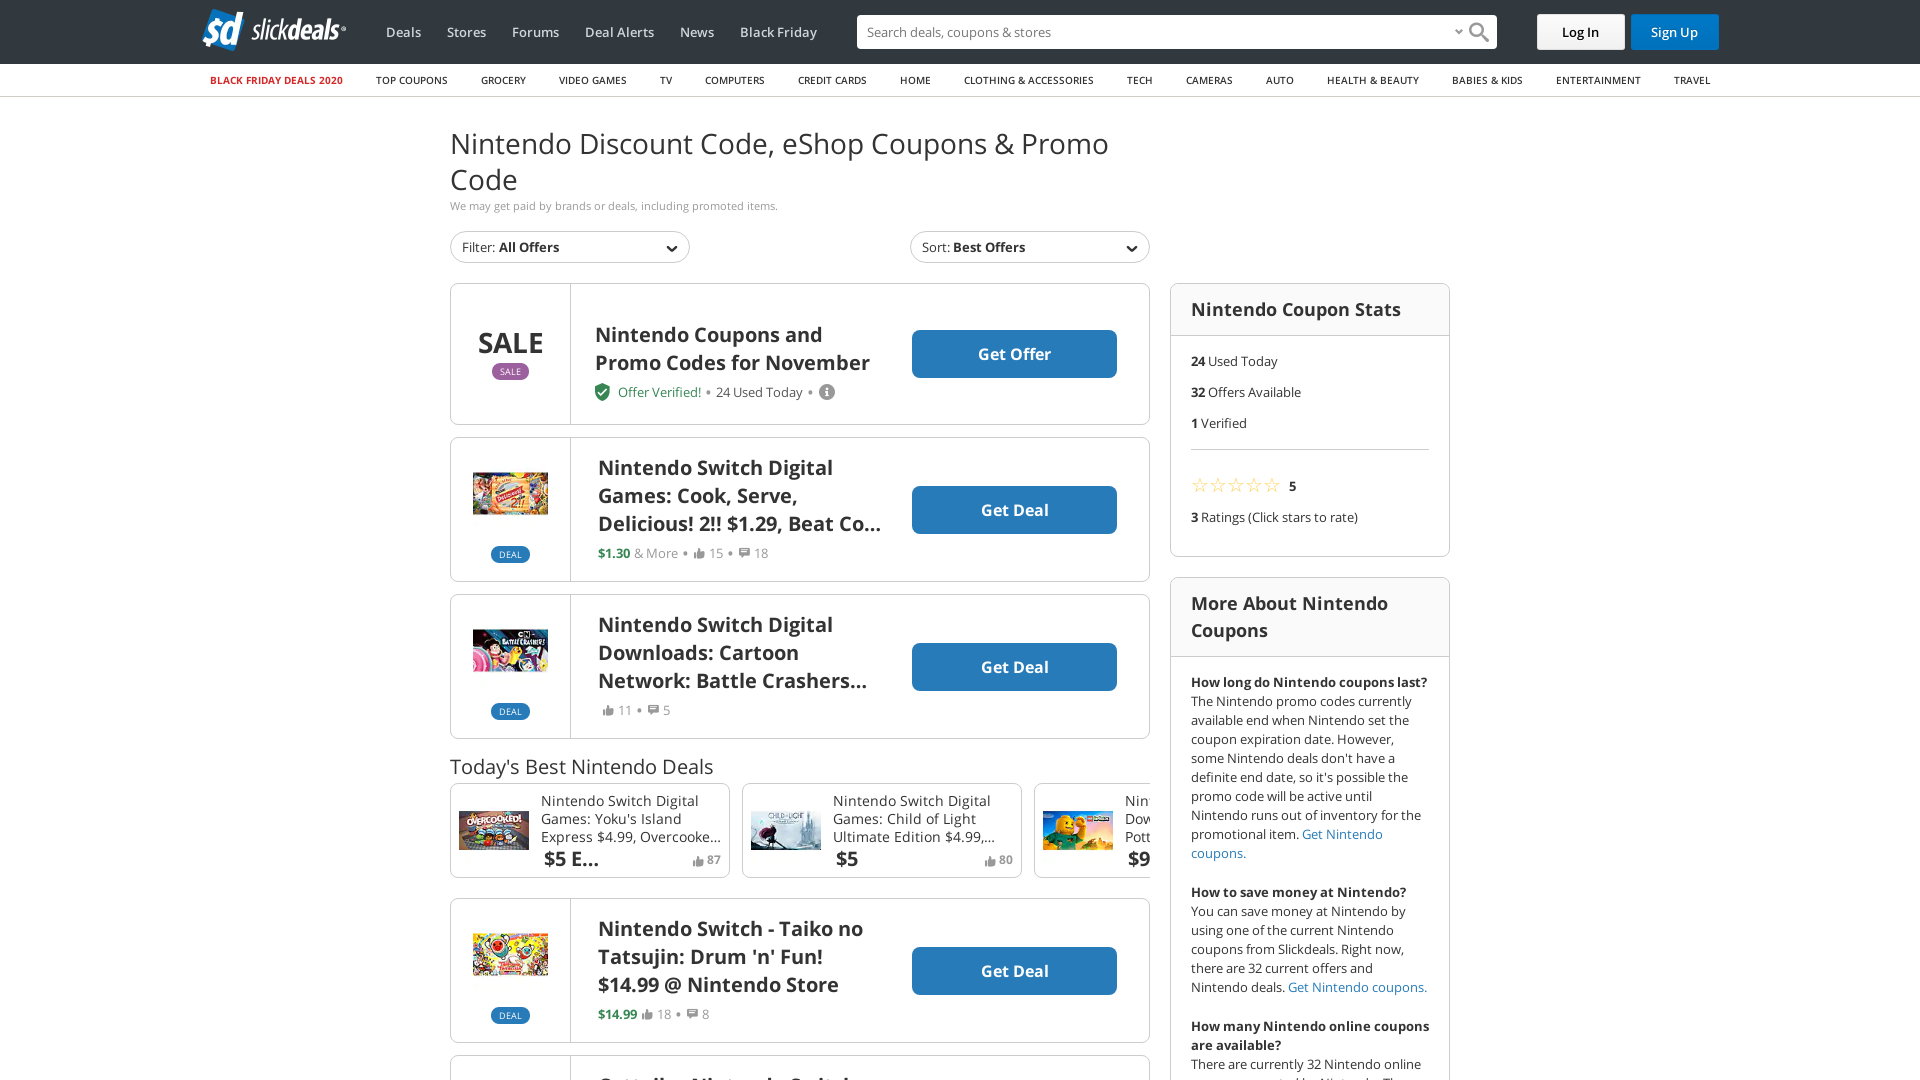 sd slickdeals
Deals Stores Forums Deal Alerts News Black Friday
Search deals, coupons & stores
Log In Sign Up
BLACK FRIDAY DEALS 2020 TOP COUPONS GROCERY VIDEO GAMES TV COMPUTERS CREDIT CARDS HOME CLOTHING & ACCESSORIES TECH CAMERAS AUTO HEALTH & BEAUTY BABIES & KIDS ENTERTAINMENT TRAVEL
Nintendo Discount Code, eShop Coupons & Promo
Code
We may get paid by brands or deals, including promoted items.
Filter: All Offers
Sort: Best Offers
SALE
SALE
Nintendo Coupons and
Promo Codes for November
Offer Verified! • 24 Used Today •
Get Offer
DEAL
Nintendo Switch Digital
Games: Cook, Serve,
Delicious! 2!! $1.29, Beat Co...
$1.30 & More • 15 • 18
Get Deal
BATTLE CRASHERS
DEAL
Nintendo Switch Digital
Downloads: Cartoon
Network: Battle Crashers...
11 • 5
Get Deal
Today's Best Nintendo Deals
OVERCOOKED!
Nintendo Switch Digital
Games: Yoku's Island
Express $4.99, Overcooke...
$5 E...
87
CHILD of LIGHT
Nintendo Switch Digital
Games: Child of Light
Ultimate Edition $4.99,...
$5
80
Nin
Dow
Pott
$9
DEAL
Nintendo Switch - Taiko no
Tatsujin: Drum 'n' Fun!
$14.99 @ Nintendo Store
$14.99 18 • 8
Get Deal
Nintendo Coupon Stats
24 Used Today
32 Offers Available
1 Verified
☆☆☆☆☆ 5
3 Ratings (Click stars to rate)
More About Nintendo
Coupons
How long do Nintendo coupons last?
The Nintendo promo codes currently
available end when Nintendo set the
coupon expiration date. However,
some Nintendo deals don't have a
definite end date, so it's possible the
promo code will be active until
Nintendo runs out of inventory for the
promotional item. Get Nintendo
coupons.
How to save money at Nintendo?
You can save money at Nintendo by
using one of the current Nintendo
coupons from Slickdeals. Right now,
there are 32 current offers and
Nintendo deals. Get Nintendo coupons.
How many Nintendo online coupons
are available?
There are currently 32 Nintendo online